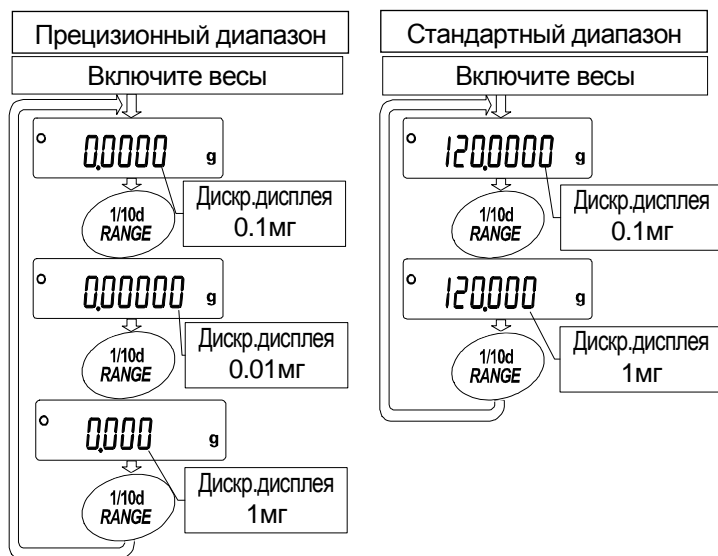 Прецизионный диапазон
Включите весы
0.0000 g
1/10d
RANGE
Дискр.дисплея
0.1мг
0.00000 g
1/10d
RANGE
Дискр.дисплея
0.01мг
0.000 g
1/10d
RANGE
Дискр.дисплея
1мг
Стандартный диапазон
Включите весы
120.0000 g
1/10d
RANGE
Дискр.дисплея
0.1мг
120.000 g
1/10d
RANGE
Дискр.дисплея
1мг